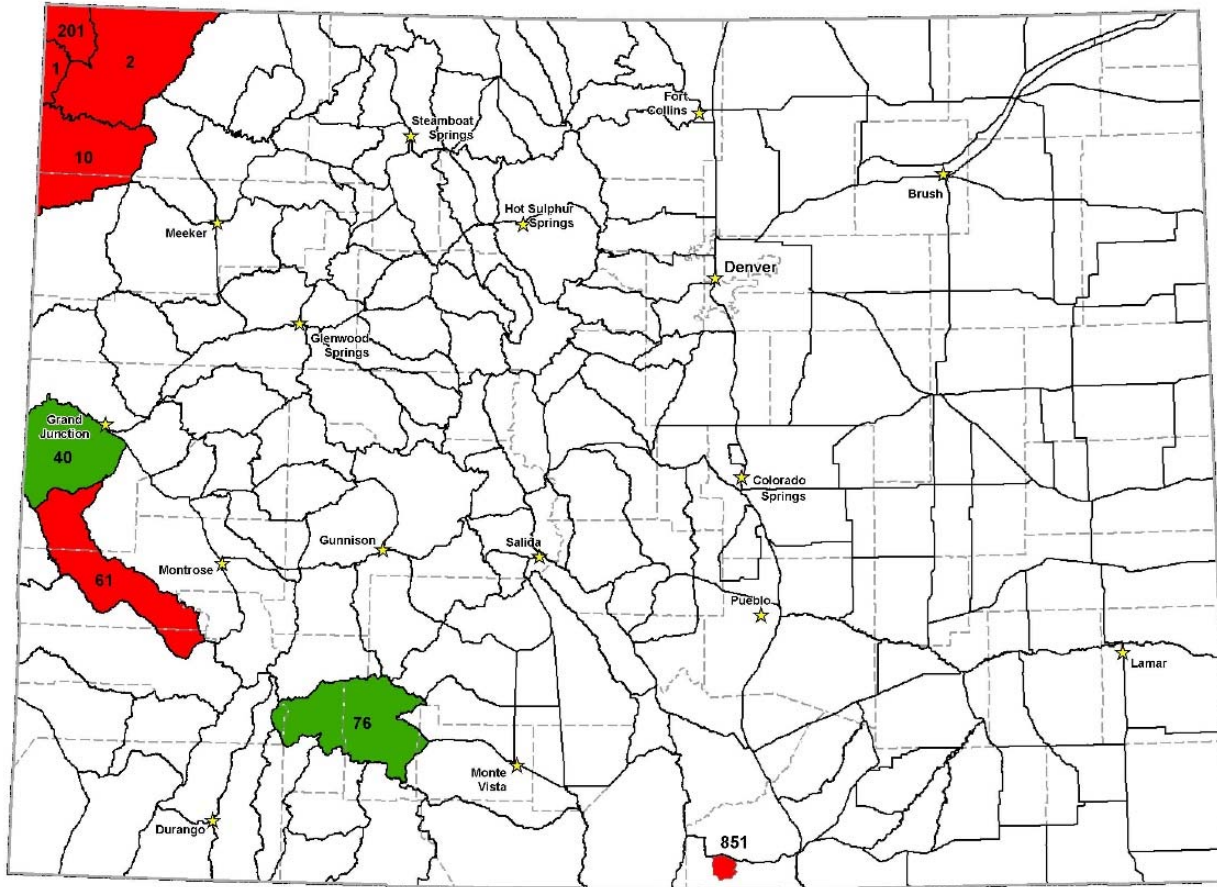 201
1
2
10
Steamboat
Springs
Fort
Collins
Brush
Meeker
Hot Sulphur
Springs
Denver
Glenwood
Springs
Grand
Junction
40
Colorado
Springs
61
Montrose
Gunnison
Salida
Pueblo
Lamar
76
Monte
Vista
Durango
851